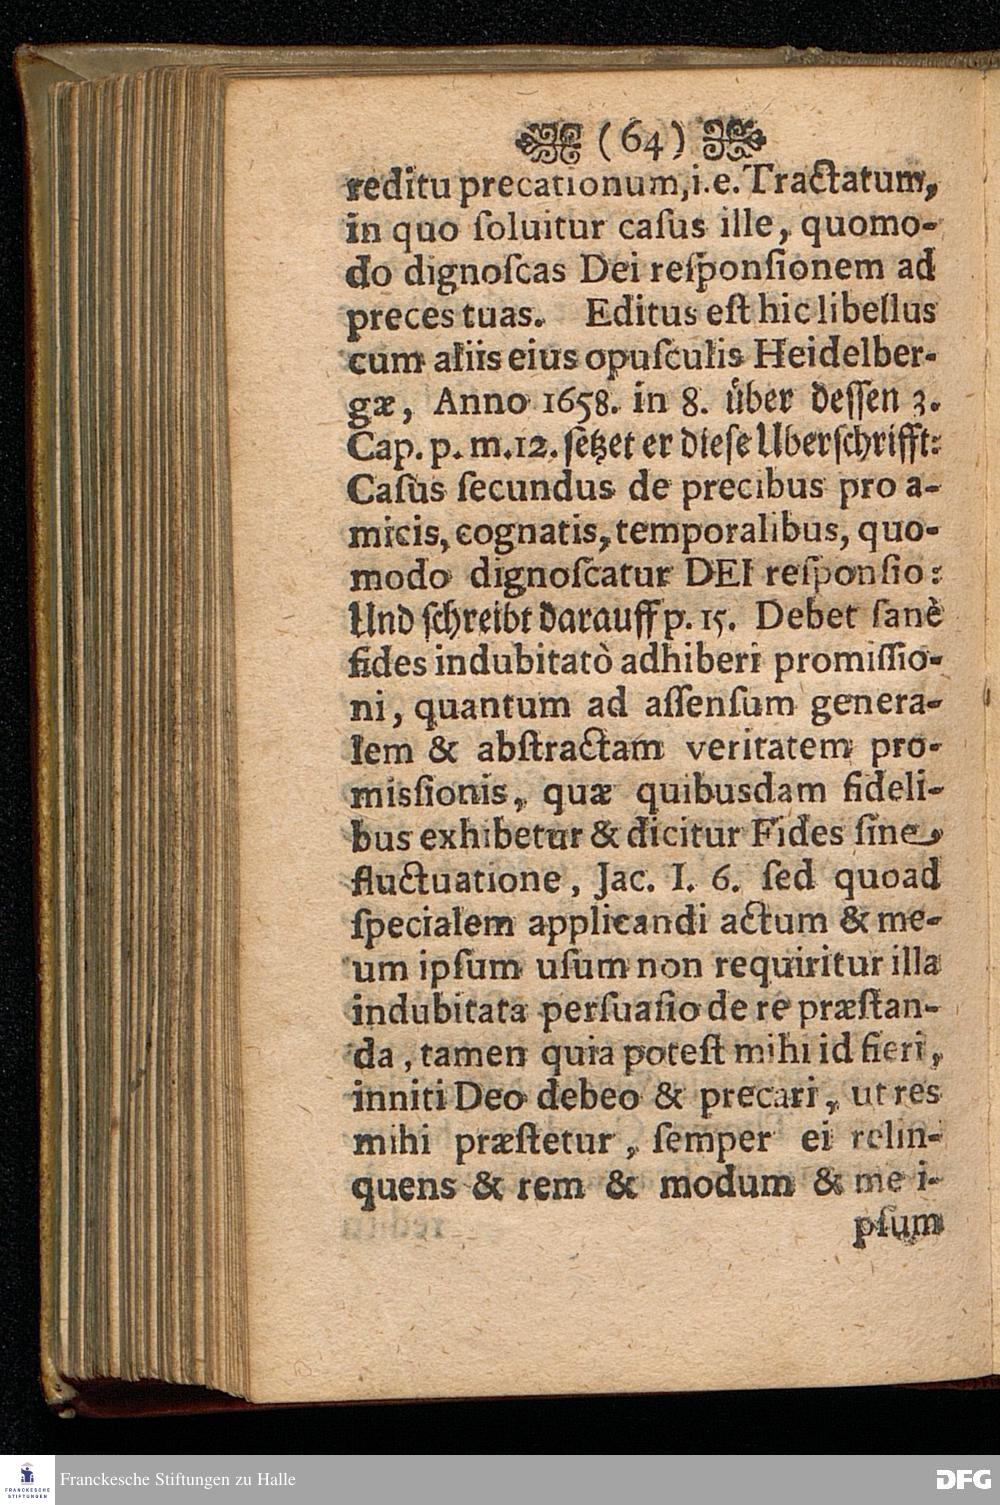 (64)
reditu precationum, i.e. Tractatum,
in quo ſoluitur caſus ille, quomo-
do dignoſcas Dei reſponſionem ad
preces tuas. Editus eſt hic libellus
cum aliis eius opuſculis Heidelber-
gæ, Anno 1658. in 8. über deſſen 3.
Cap. p. m. 12. ſetzet er dieſe Uberſchrifft:
Caſus ſecundus de precibus pro a-
micis, cognatis, temporalibus, quo-
modo dignoſcatur DEI reſponſio:
Und ſchreibt darauff p. 15. Debet ſanè
fides indubitatò adhiberi promiſſio-
ni, quantum ad aſſenſum genera-
lem & abſtractam veritatem pro-
misſionis, quæ quibusdam fideli-
bus exhibetur & dicitur Fides ſine
fluctuatione, Jac. I. 6. ſed quoad
ſpecialem applicandi actum & me-
um ipſum uſum non requiritur illa
indubitata perſuaſio de re præſtan-
da, tamen quia poteſt mihi id fieri,
inniti Deo debeo & precari, ut res
mihi præſtetur, ſemper ei relin-
quens & rem & modum & me i-
pſum
Franckesche Stiftungen zu Halle
FRANCKESCHE
STIFTUNGEN
DFG